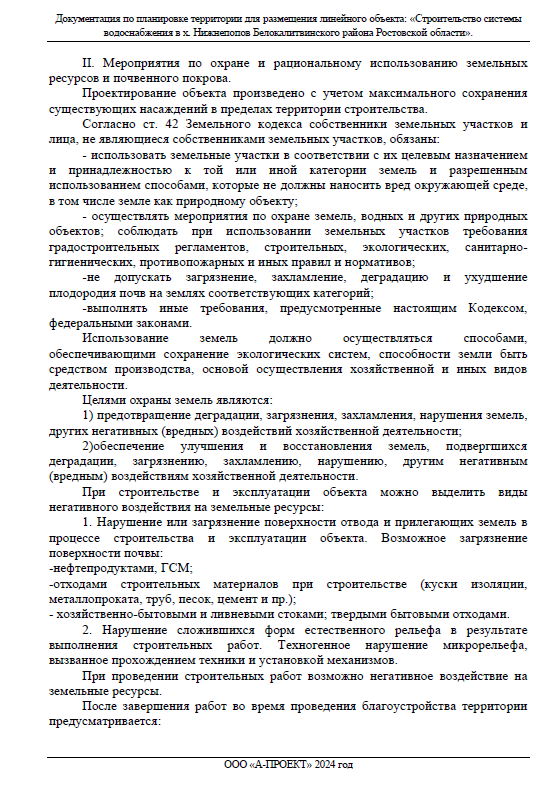 Документация по планировке территории для размещения линейного объекта: «Строительство системы
водоснабжения в х. Нижнепопов Белокалитвинского района Ростовской области».
II. Мероприятия по охране и рациональному использованию земельных
ресурсов и почвенного покрова.
Проектирование объекта произведено с учетом максимального сохранения
существующих насаждений в пределах территории строительства.
Согласно ст. 42 Земельного кодекса собственники земельных участков и
лица, не являющиеся собственниками земельных участков, обязаны:
- использовать земельные участки в соответствии с их целевым назначением
и принадлежностью к той или иной категории земель и разрешенным
использованием способами, которые не должны наносить вред окружающей среде,
в том числе земле как природному объекту;
- осуществлять мероприятия по охране земель, водных и других природных
объектов; соблюдать при использовании земельных участков требования
градостроительных регламентов, строительных, экологических, санитарно-
гигиенических, противопожарных и иных правил и нормативов;
-не допускать загрязнение, захламление, деградацию и ухудшение
плодородия почв на землях соответствующих категорий;
-выполнять иные требования, предусмотренные настоящим Кодексом,
федеральными законами.
Использование земель должно осуществляться способами,
обеспечивающими сохранение экологических систем, способности земли быть
средством производства, основой осуществления хозяйственной и иных видов
деятельности.
Целями охраны земель являются:
1) предотвращение деградации, загрязнения, захламления, нарушения земель,
других негативных (вредных) воздействий хозяйственной деятельности;
2)обеспечение улучшения и восстановления земель, подвергшихся
деградации, загрязнению, захламлению, нарушению, другим негативным
(вредным) воздействиям хозяйственной деятельности.
При строительстве и эксплуатации объекта можно выделить виды
негативного воздействия на земельные ресурсы:
1. Нарушение или загрязнение поверхности отвода и прилегающих земель в
процессе строительства и эксплуатации объекта. Возможное загрязнение
поверхности почвы:
-нефтепродуктами, ГСМ;
-отходами строительных материалов при строительстве (куски изоляции,
металлопроката, труб, песок, цемент и пр.);
- хозяйственно-бытовыми и ливневыми стоками; твердыми бытовыми отходами.
2. Нарушение сложившихся форм естественного рельефа в результате
выполнения строительных работ. Техногенное нарушение микрорельефа,
вызванное прохождением техники и установкой механизмов.
При проведении строительных работ возможно негативное воздействие на
земельные ресурсы.
После завершения работ во время проведения благоустройства территории
предусматривается:
ООО «А-ПРОЕКТ» 2024 год